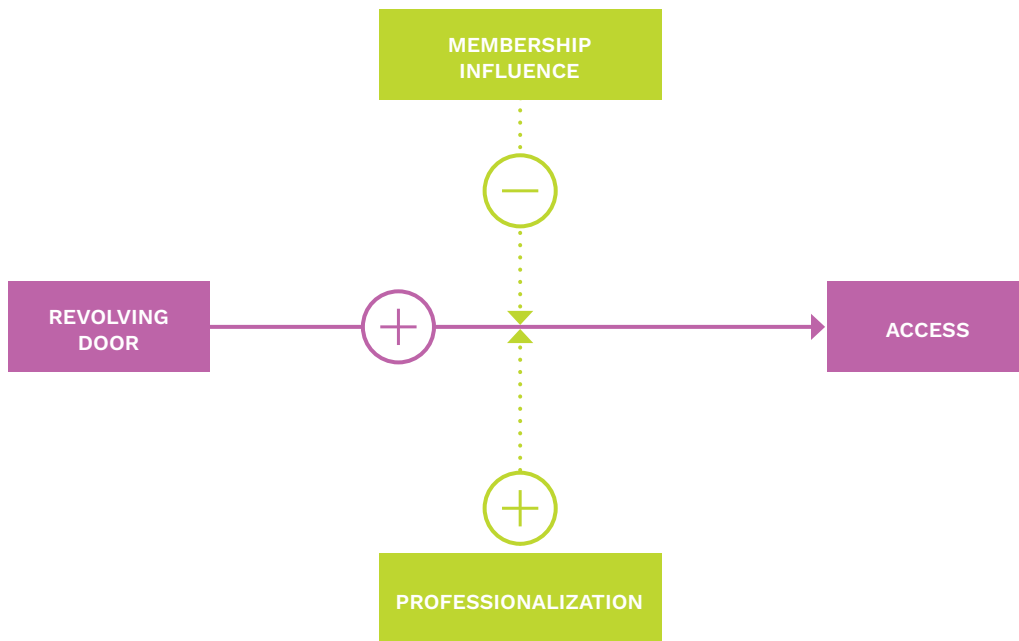 MEMBERSHIP
INFLUENCE
REVOLVING
DOOR
ACCESS
PROFESSIONALIZATION